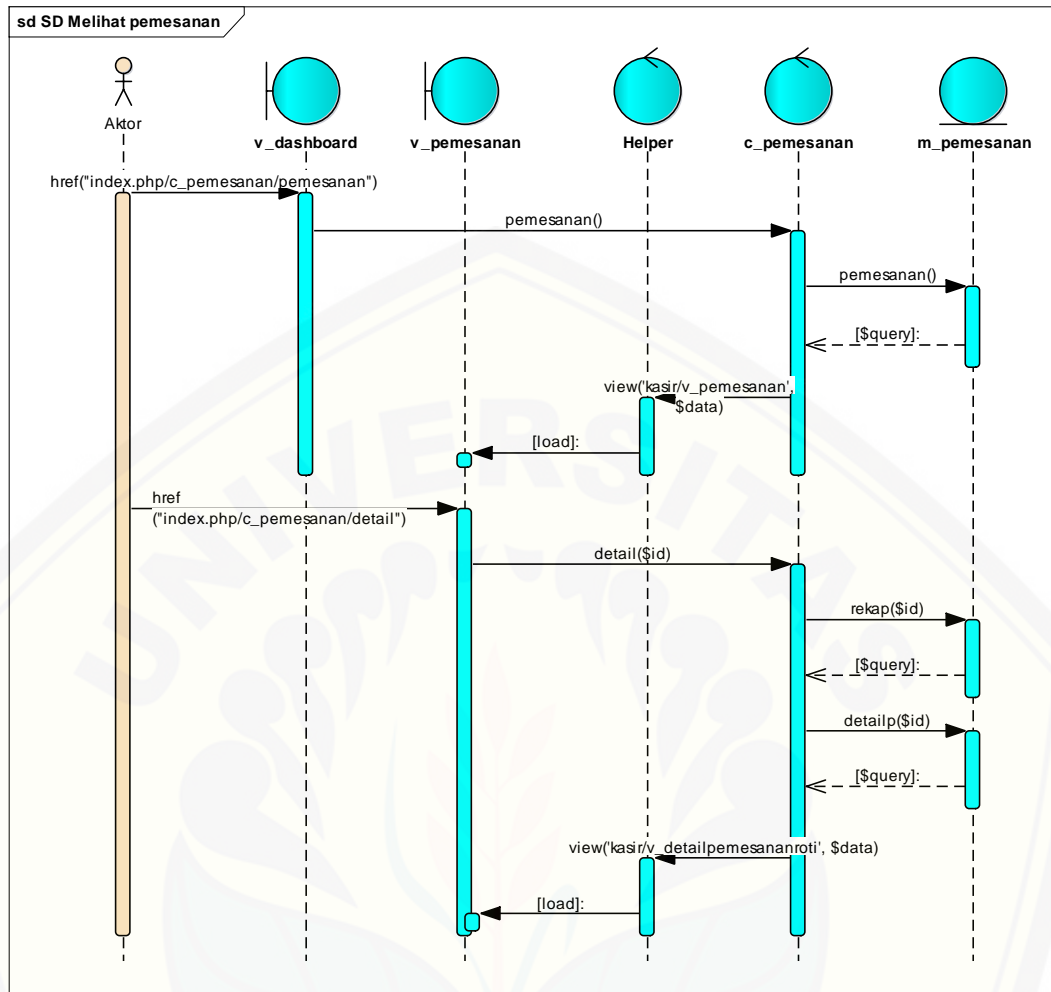 sd SD Melihat pemesanan
Aktor
v_dashboard
v_pemesanan
Helper
c_pemesanan
m_pemesanan
href("index.php/c_pemesanan/pemesanan")
pemesanan()
pemesanan()
[$query]:
view('kasir/v_pemesanan',
$data)
[load]:
href
("index.php/c_pemesanan/detail")
detail($id)
rekap($id)
[$query]:
detailp($id)
[$query]:
view('kasir/v_detailpemesananroti', $data)
[load]:
UNIVERSITAS